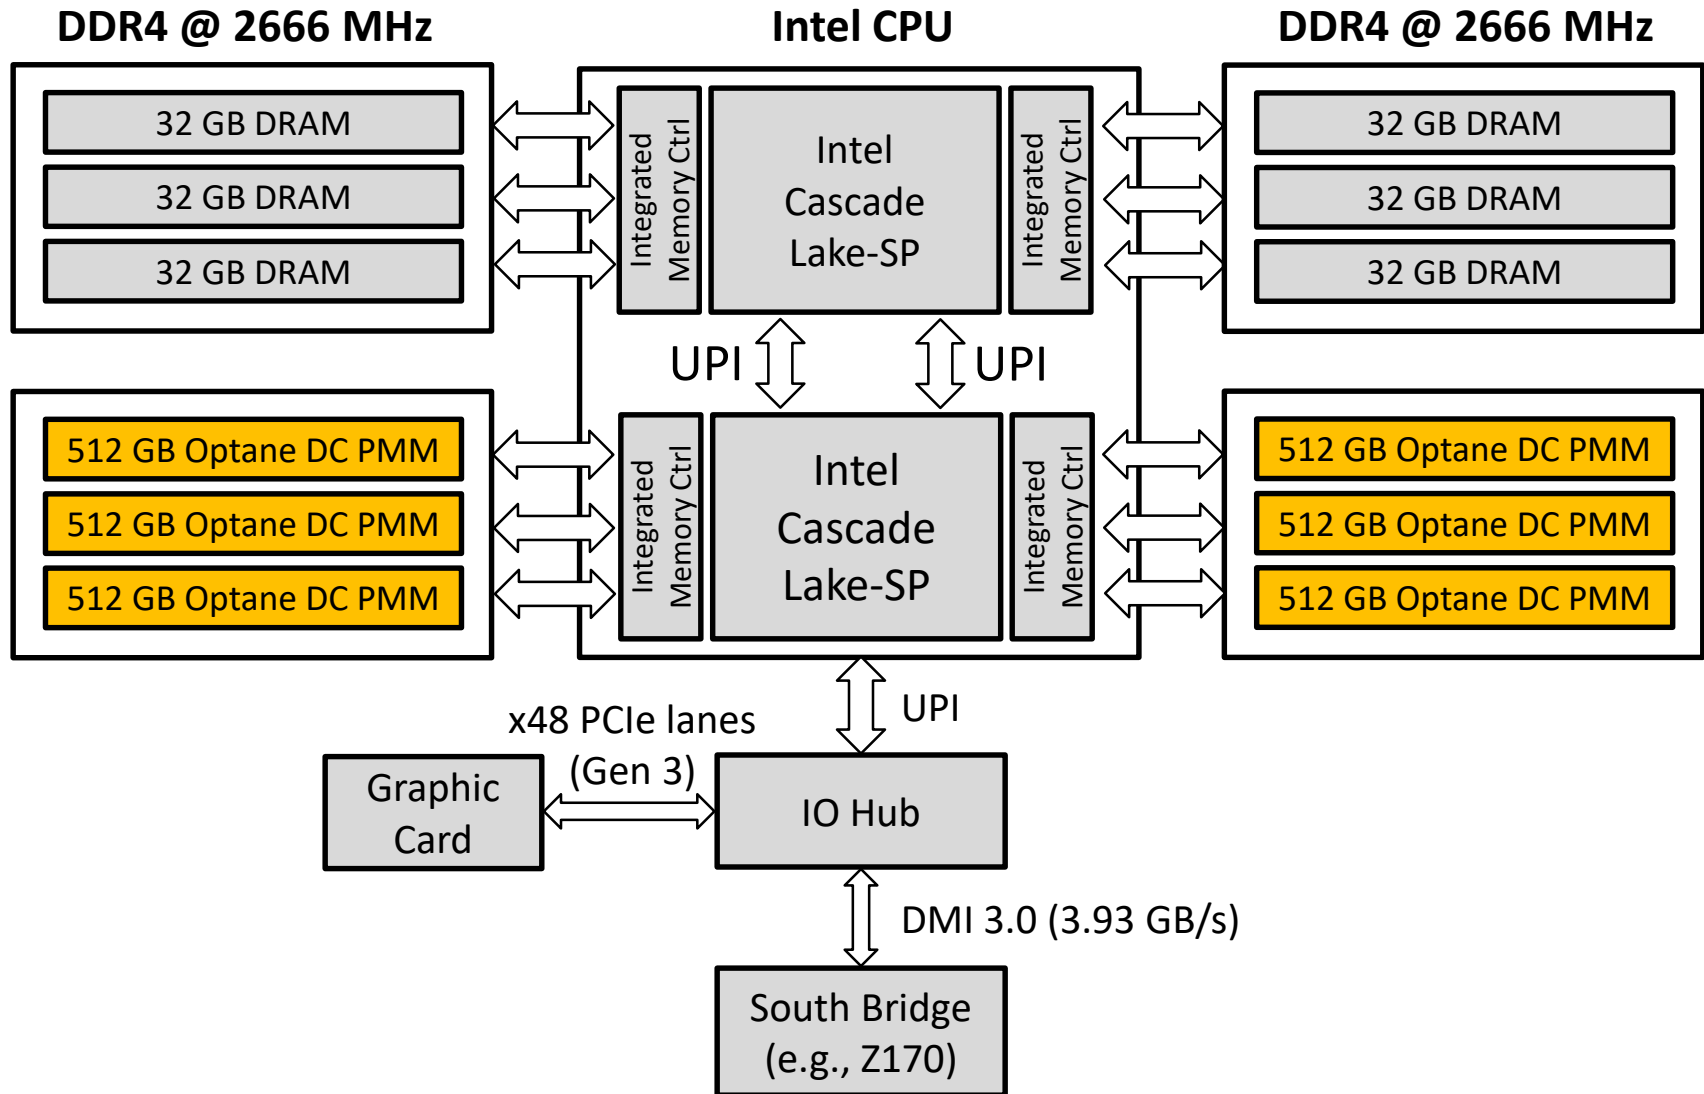 DDR4 @ 2666 MHz
Intel CPU
DDR4 @ 2666 MHz
32 GB DRAM
32 GB DRAM
32 GB DRAM
Integrated
Memory Ctrl
Intel
Cascade
Lake-SP
Integrated
Memory Ctrl
32 GB DRAM
32 GB DRAM
32 GB DRAM
UPI
UPI
512 GB Optane DC PMM
512 GB Optane DC PMM
512 GB Optane DC PMM
Integrated
Memory Ctrl
Intel
Cascade
Lake-SP
Integrated
Memory Ctrl
512 GB Optane DC PMM
512 GB Optane DC PMM
512 GB Optane DC PMM
UPI
x48 PCIe lanes
(Gen 3)
Graphic
Card
IO Hub
DMI 3.0 (3.93 GB/s)
South Bridge
(e.g., Z170)